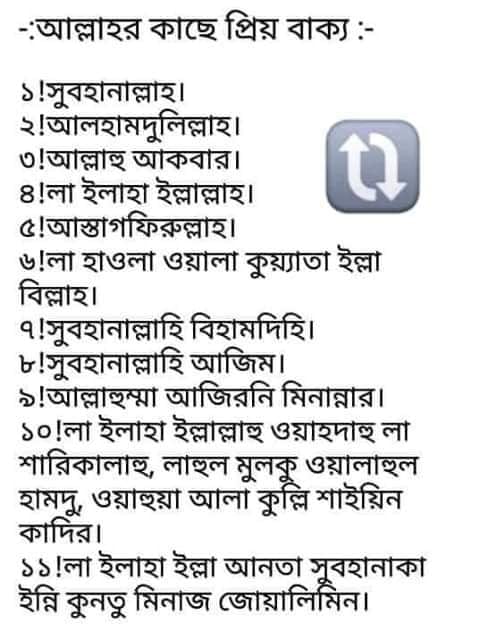 -:আল্লাহর কাছে প্রিয় বাক্য :-
১!সুবহানাল্লাহ।
২!আলহামদুলিল্লাহ।
৩!আল্লাহু আকবার।
৪!লা ইলাহা ইল্লাল্লাহ।
৫!আস্তাগফিরুল্লাহ।
৬!লা হাওলা ওয়ালা কুয়্যাতা ইল্লা
বিল্লাহ।
৭!সুবহানাল্লাহি বিহামদিহি।
৮!সুবহানাল্লাহি আজিম।
৯!আল্লাহুম্মা আজিরনি মিনান্নার।
১০!লা ইলাহা ইল্লাল্লাহু ওয়াহদাহু লা
শারিকালাহু, লাহুল মুলকু ওয়ালাহুল
হামদু, ওয়াহুয়া আলা কুল্লি শাইয়িন
কাদির।
১১!লা ইলাহা ইল্লা আনতা সুবহানাকা
ইন্নি কুনতু মিনাজ জোয়ালিমিন।